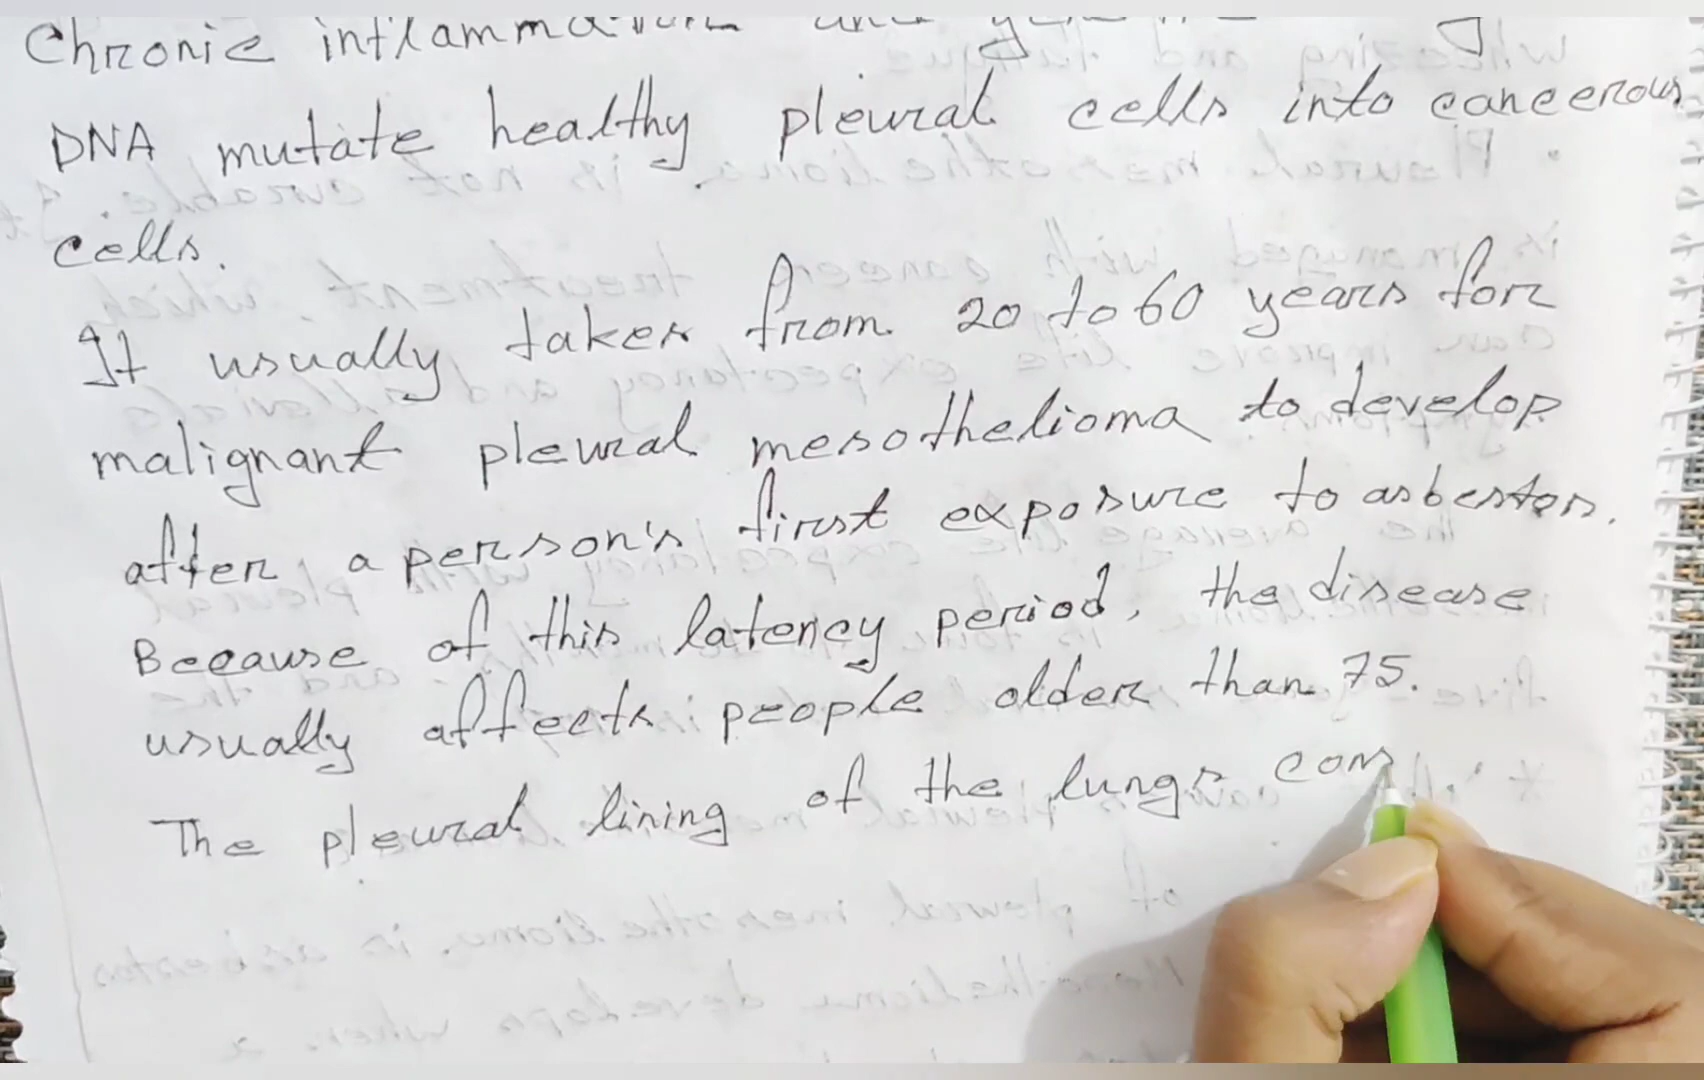 Chronic inflammation and
DNA mutate healthy pleural cells into cancerous
cells.
It usually takes from 20 to 60 years for
malignant pleural mesothelioma to develop
after a person's first exposure to asbestos.
Because of this latency period, the disease
usually affects people older than 75.
The pleural lining of the lungs cons